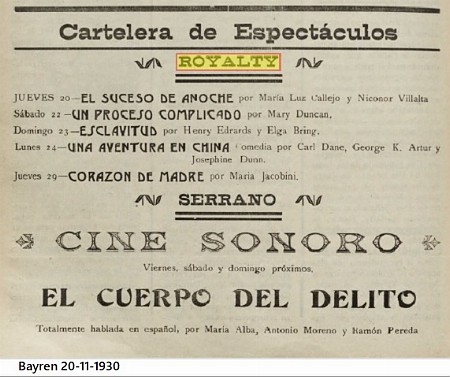 Cartelera de Espectáculos
ROYALTY
JUEVES 20—EL SUCESO DE ANOCHE por María Luz Callejo y Niconor Villalta
Sábado 22—UN PROCESO COMPLICADO por Mary Duncan,
Domingo 23—ESCLAVITUD por Henry Edrards y Elga Bring.
Lunes 24—UNA AVENTURA EN CHINA Comedia por Carl Dane, George K. Artur y
Josephine Dunn.
Jueves 29—CORAZON DE MADRE por Maria Jacobini.
SERRANO
CINE SONORO
Viernes, sábado y domingo próximos.
EL CUERPO DEL DELITO
Totalmente hablada en español, por María Alba, Antonio Moreno y Ramón Pereda
Bayren 20-11-1930